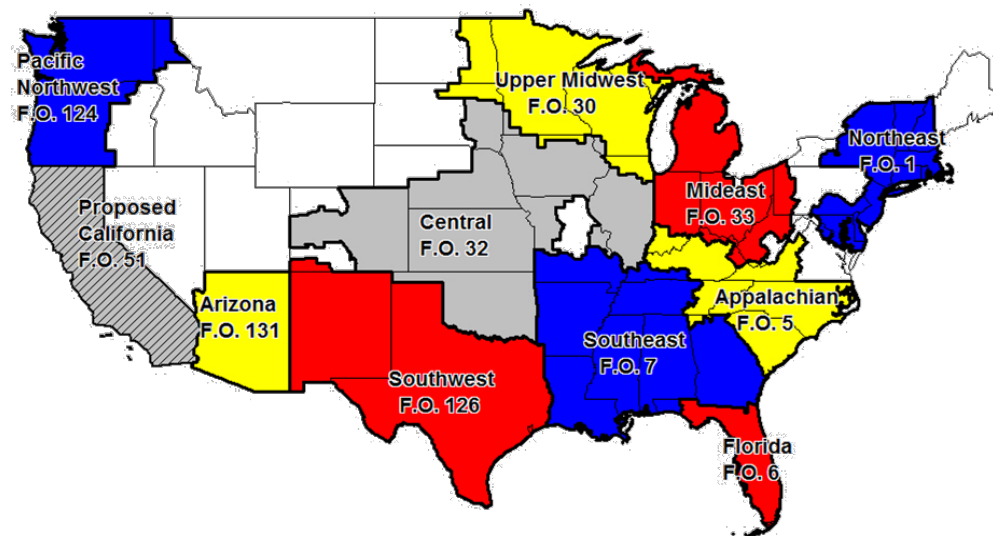 Pacific
Northwest
F.O. 124
Upper Midwest
F.O. 30
Northeast
F.O. 1
Mideast
F.O. 33
Proposed
California
F.O. 51
Central
F.O. 32
Arizona
F.O. 131
Appalachian
F.O. 5
Southeast
F.O. 7
Southwest
F.O. 126
Florida
F.O. 6